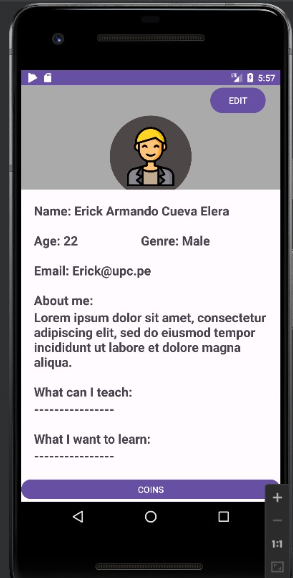 5:57
EDIT
Name: Erick Armando Cueva Elera
Age: 22 Genre: Male
Email: Erick@upc.pe
About me:
Lorem ipsum dolor sit amet, consectetur
adipiscing elit, sed do eiusmod tempor
incididunt ut labore et dolore magna
aliqua.
What can I teach:
----------------
What I want to learn:
----------------
COINS
1:1